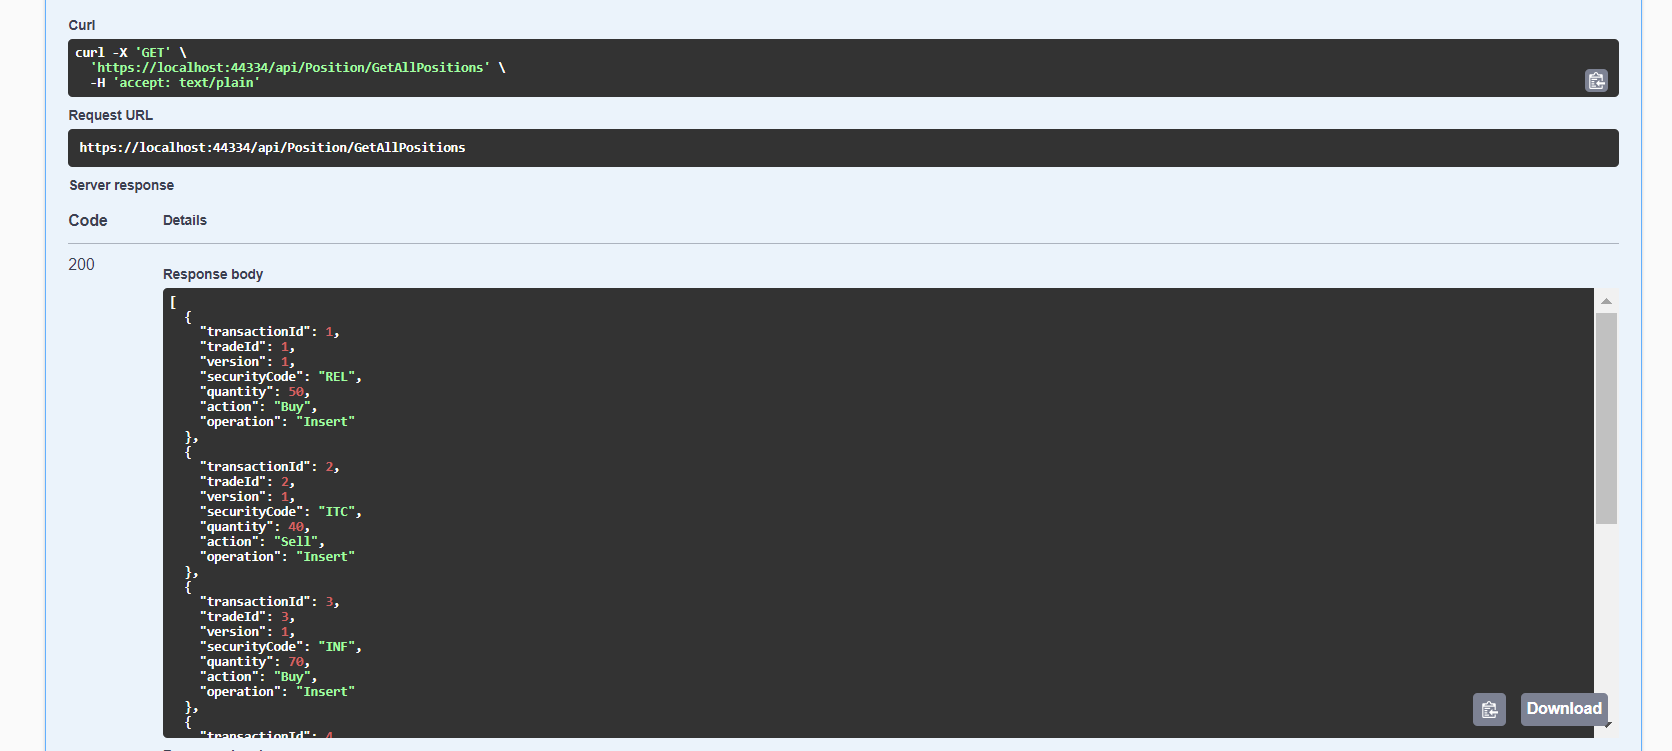 Curl
curl -X 'GET' \
'https://localhost:44334/api/Position/GetAllPositions' \
-H 'accept: text/plain'
Request URL
https://localhost:44334/api/Position/GetAllPositions
Server response
Code Details
200
Response body
[
{
"transactionId": 1,
"tradeId": 1,
"version": 1,
"securityCode": "REL",
"quantity": 50,
"action": "Buy",
"operation": "Insert"
},
{
"transactionId": 2,
"tradeId": 2,
"version": 1,
"securityCode": "ITC",
"quantity": 40,
"action": "Sell",
"operation": "Insert"
},
{
"transactionId": 3,
"tradeId": 3,
"version": 1,
"securityCode": "INF",
"quantity": 70,
"action": "Buy",
"operation": "Insert"
},
{
"transactionId": 4
Download